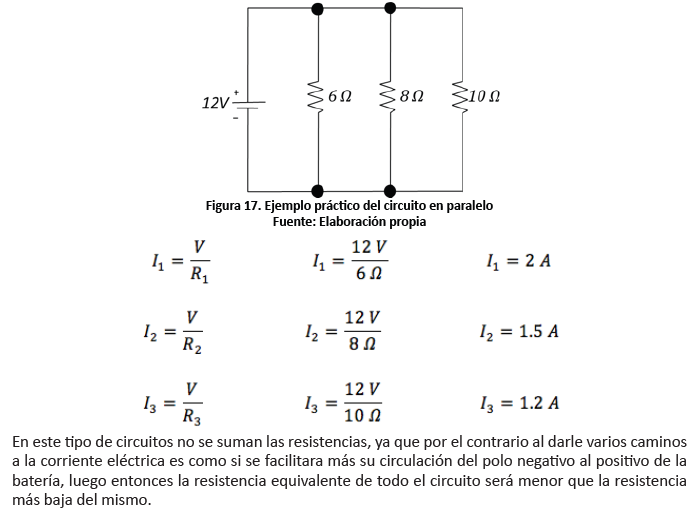 12V
+
-
6 Ω
8 Ω
10 Ω
Figura 17. Ejemplo práctico del circuito en paralelo
Fuente: Elaboración propia
I₁ = V / R₁    I₁ = 12 V / 6 Ω    I₁ = 2 A
I₂ = V / R₂    I₂ = 12 V / 8 Ω    I₂ = 1.5 A
I₃ = V / R₃    I₃ = 12 V / 10 Ω    I₃ = 1.2 A
En este tipo de circuitos no se suman las resistencias, ya que por el contrario al darle varios caminos
a la corriente eléctrica es como si se facilitara más su circulación del polo negativo al positivo de la
batería, luego entonces la resistencia equivalente de todo el circuito será menor que la resistencia
más baja del mismo.